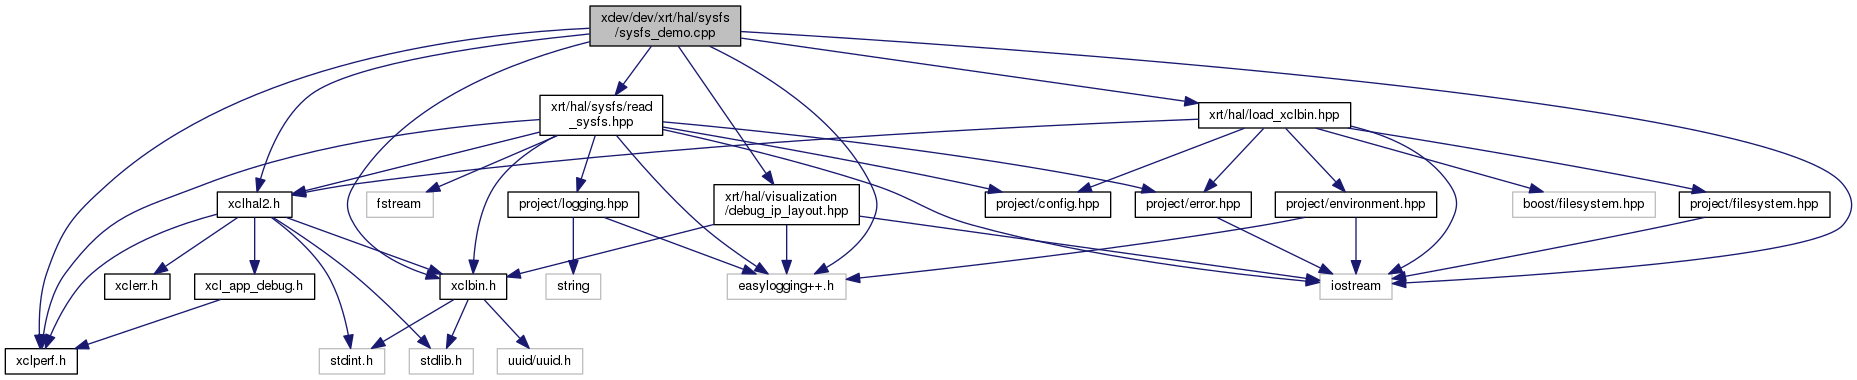 xdev/dev/xrt/hal/sysfs
/sysfs_demo.cpp
xrt/hal/sysfs/read
_sysfs.hpp
xrt/hal/load_xclbin.hpp
xclhal2.h
fstream
project/logging.hpp
xrt/hal/visualization
/debug_ip_layout.hpp
project/config.hpp
project/error.hpp
project/environment.hpp
boost/filesystem.hpp
project/filesystem.hpp
xclerr.h
xcl_app_debug.h
xclbin.h
string
easylogging++.h
iostream
xclperf.h
stdint.h
stdlib.h
uuid/uuid.h